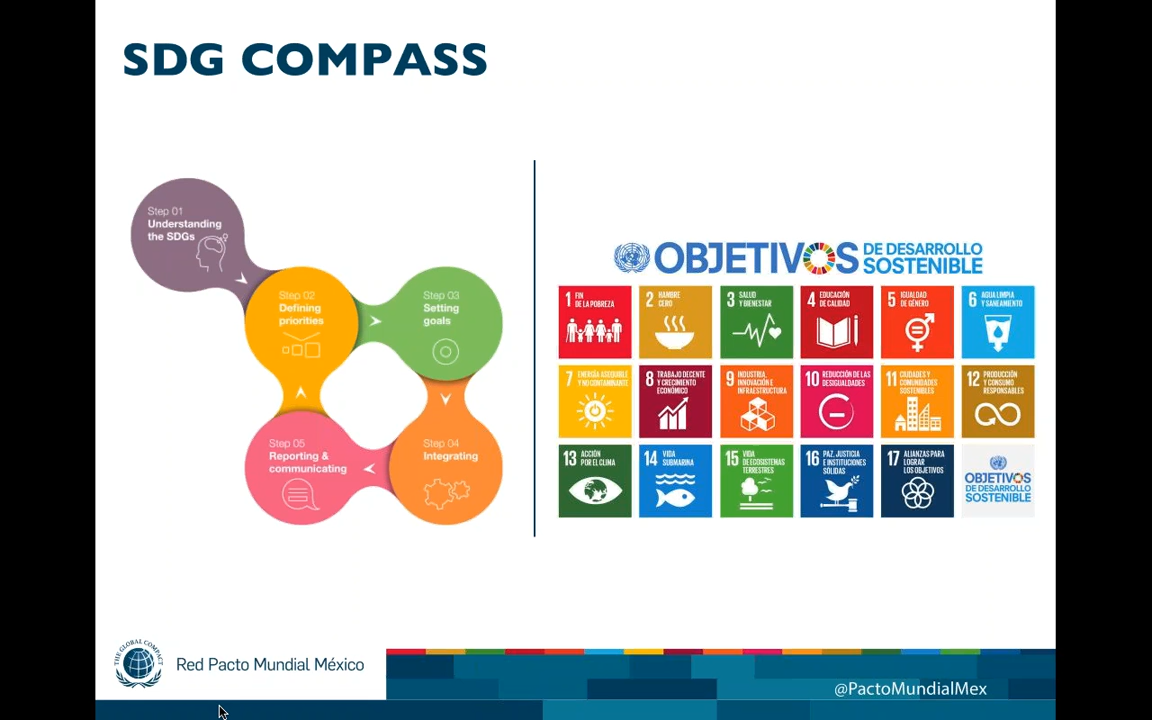 SDG COMPASS
Step 01
Understanding
the SDGs
Step 02
Defining
priorities
Step 03
Setting
goals
Step 04
Integrating
Step 05
Reporting &
communicating
OBJETIVOS
DE DESARROLLO
SOSTENIBLE
1 FIN
DE LA POBREZA
2 HAMBRE
CERO
3 SALUD
Y BIENESTAR
4 EDUCACIÓN
DE CALIDAD
5 IGUALDAD
DE GÉNERO
6 AGUA LIMPIA
Y SANEAMIENTO
7 ENERGÍA ASEQUIBLE
Y NO CONTAMINANTE
8 TRABAJO DECENTE
Y CRECIMIENTO
ECONÓMICO
9 INDUSTRIA,
INNOVACIÓN E
INFRAESTRUCTURA
10 REDUCCIÓN DE LAS
DESIGUALDADES
11 CIUDADES Y
COMUNIDADES
SOSTENIBLES
12 PRODUCCIÓN
Y CONSUMO
RESPONSABLES
13 ACCIÓN
POR EL CLIMA
14 VIDA
SUBMARINA
15 VIDA
DE ECOSISTEMAS
TERRESTRES
16 PAZ, JUSTICIA
E INSTITUCIONES
SÓLIDAS
17 ALIANZAS PARA
LOGRAR
LOS OBJETIVOS
OBJETIVOS
DE DESARROLLO
SOSTENIBLE
THE GLOBAL COMPACT
Red Pacto Mundial México
@PactoMundialMex